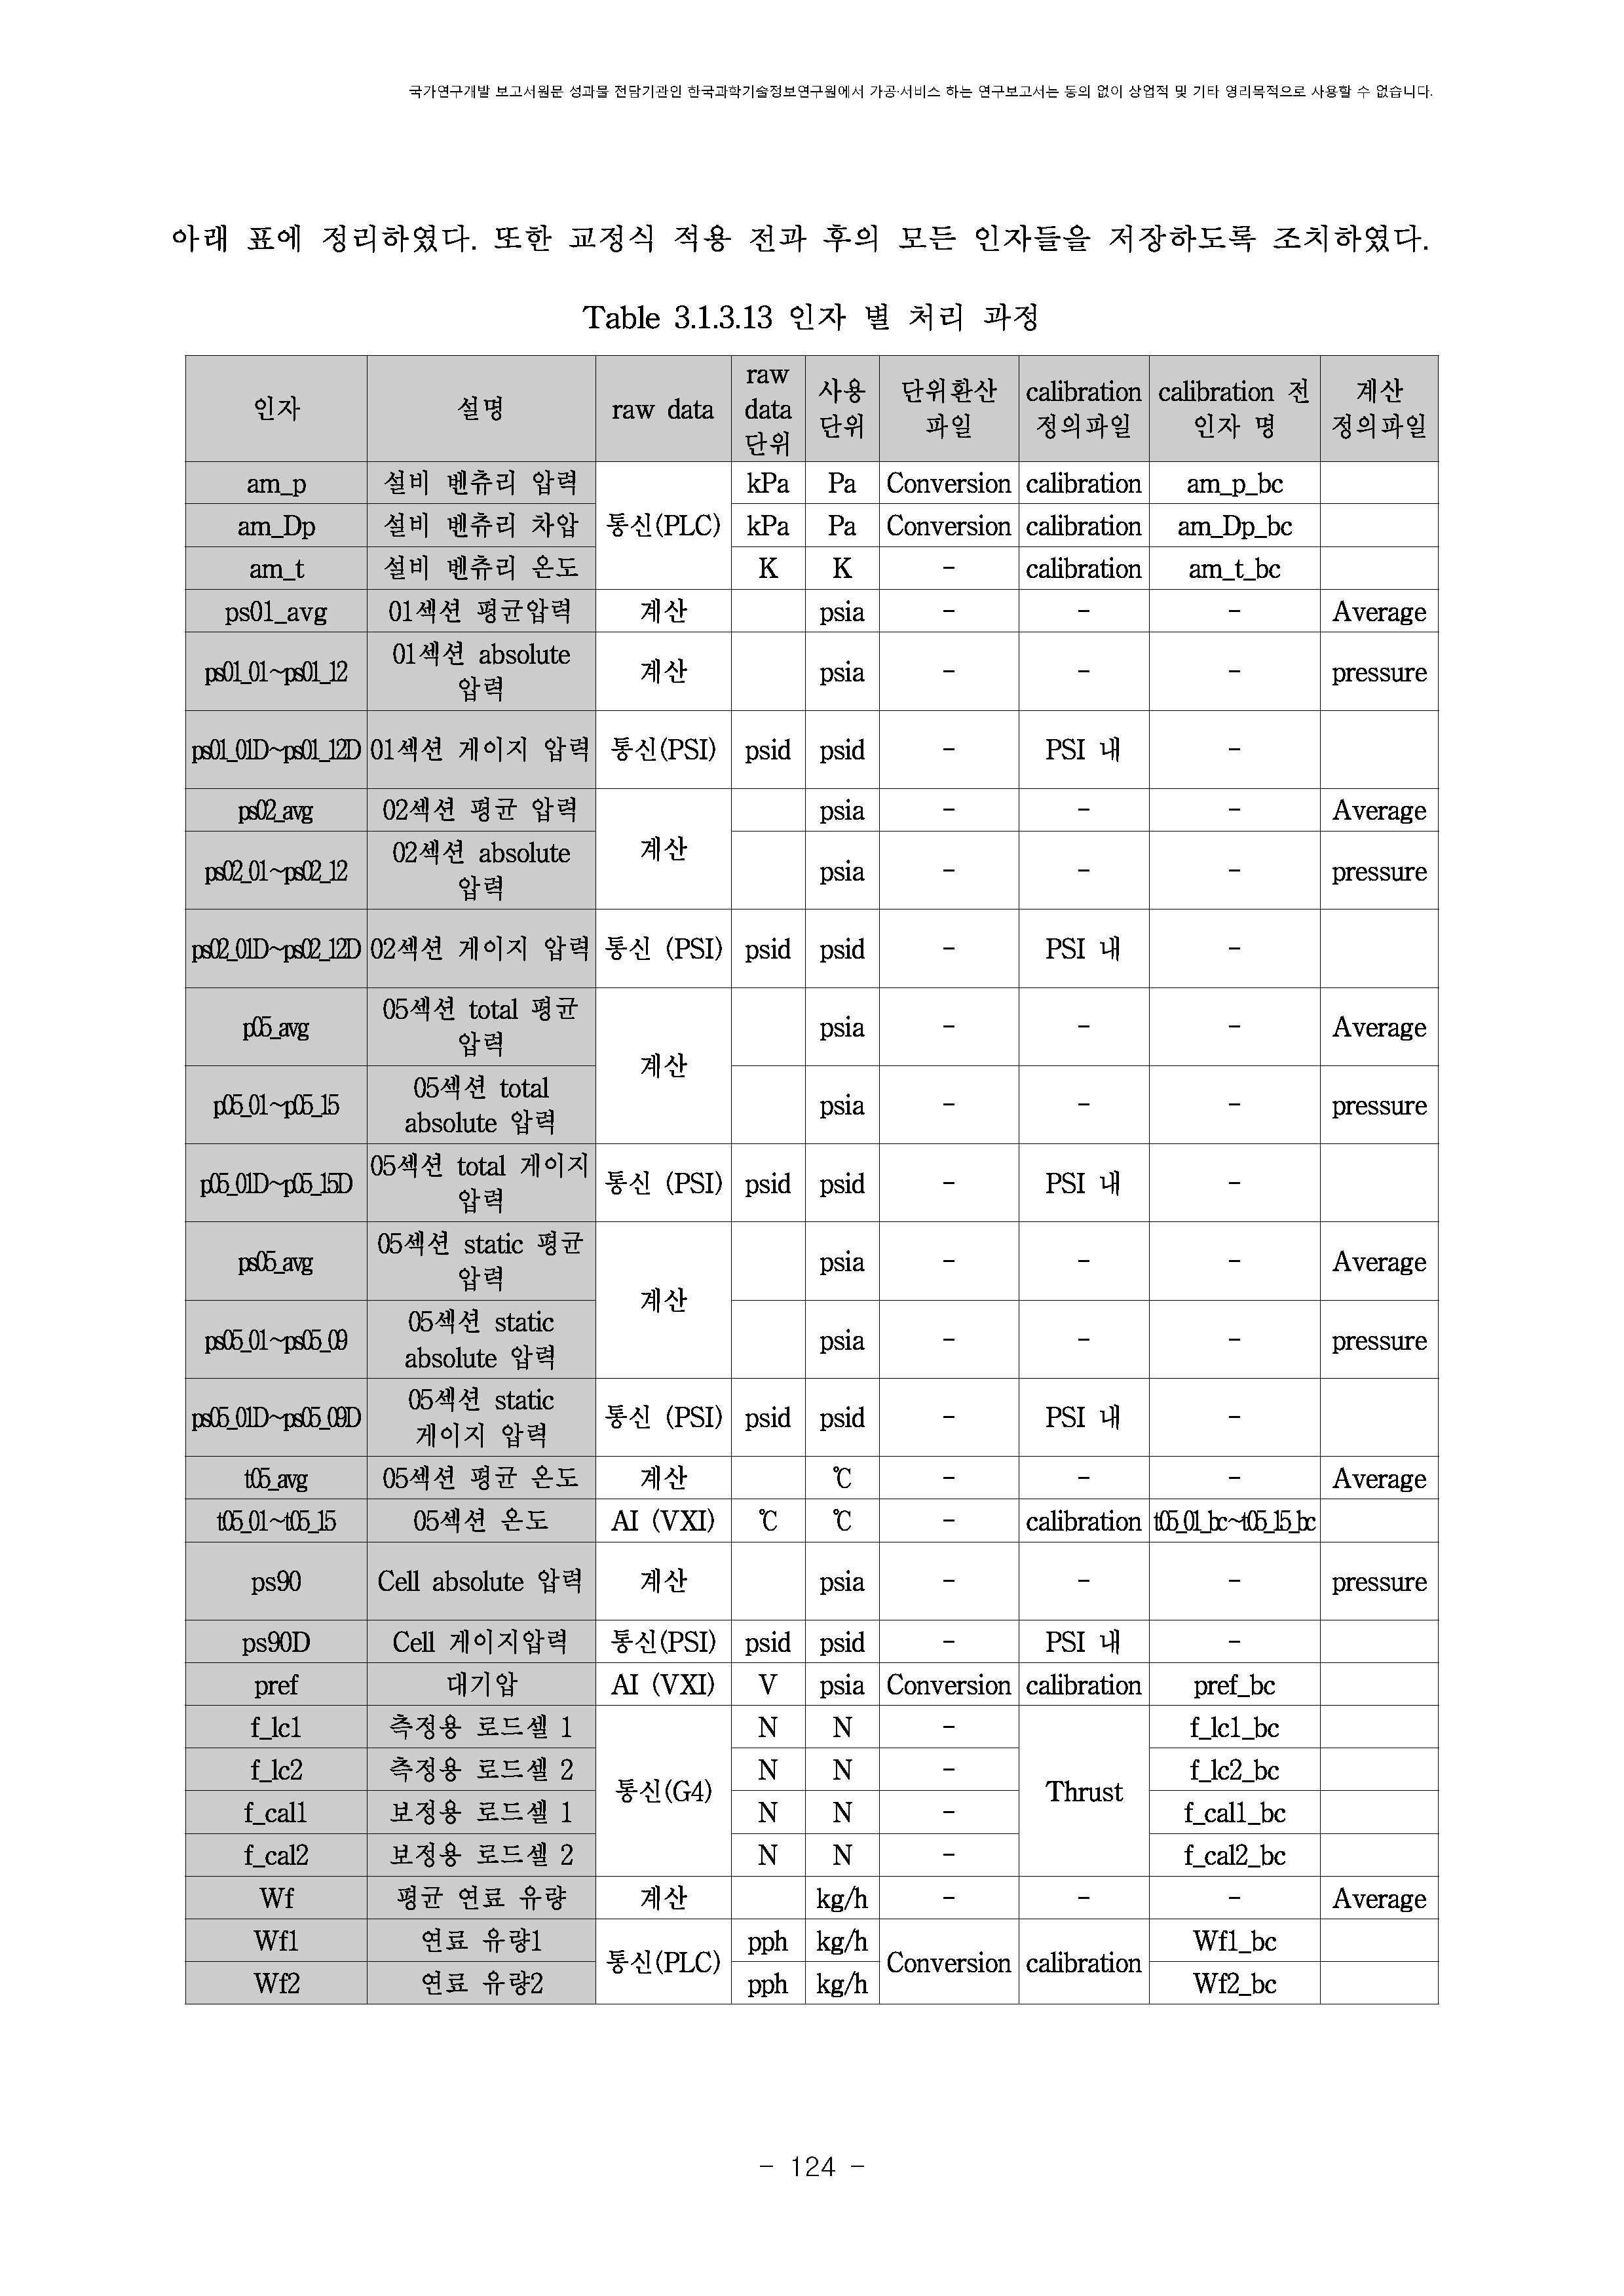 국가연구개발 보고서원문 성과물 전담기관인 한국과학기술정보연구원에서 가공·서비스 하는 연구보고서는 동의 없이 상업적 및 기타 영리목적으로 사용할 수 없습니다.
아래 표에 정리하였다. 또한 교정식 적용 전과 후의 모든 인자들을 저장하도록 조치하였다.
Table 3.1.3.13 인자 별 처리 과정
인자 설명 raw data raw data 단위 사용 단위 단위환산 파일 calibration 정의파일 calibration 전 인자 명 계산 정의파일
am_p 설비 벤츄리 압력 통신(PLC) kPa Pa Conversion calibration am_p_bc
am_Dp 설비 벤츄리 차압 kPa Pa Conversion calibration am_Dp_bc
am_t 설비 벤츄리 온도 K K - calibration am_t_bc
ps01_avg 01섹션 평균압력 계산 psia - - - Average
ps01_01~ps01_12 01섹션 absolute 압력 계산 psia - - - pressure
ps01_01D~ps01_12D 01섹션 게이지 압력 통신(PSI) psid psid - PSI 내 -
ps02_avg 02섹션 평균 압력 계산 psia - - - Average
ps02_01~ps02_12 02섹션 absolute 압력 psia - - - pressure
ps02_01D~ps02_12D 02섹션 게이지 압력 통신 (PSI) psid psid - PSI 내 -
p05_avg 05섹션 total 평균 압력 계산 psia - - - Average
p05_01~p05_15 05섹션 total absolute 압력 psia - - - pressure
p05_01D~p05_15D 05섹션 total 게이지 압력 통신 (PSI) psid psid - PSI 내 -
ps05_avg 05섹션 static 평균 압력 계산 psia - - - Average
ps05_01~ps05_09 05섹션 static absolute 압력 psia - - - pressure
ps05_01D~ps05_09D 05섹션 static 게이지 압력 통신 (PSI) psid psid - PSI 내 -
t05_avg 05섹션 평균 온도 계산 ℃ - - - Average
t05_01~t05_15 05섹션 온도 AI (VXI) ℃ ℃ - calibration t05_01_bc~t05_15_bc
ps90 Cell absolute 압력 계산 psia - - - pressure
ps90D Cell 게이지압력 통신(PSI) psid psid - PSI 내 -
pref 대기압 AI (VXI) V psia Conversion calibration pref_bc
f_lc1 측정용 로드셀 1 통신(G4) N N - Thrust f_lc1_bc
f_lc2 측정용 로드셀 2 N N - f_lc2_bc
f_cal1 보정용 로드셀 1 N N - f_cal1_bc
f_cal2 보정용 로드셀 2 N N - f_cal2_bc
Wf 평균 연료 유량 계산 kg/h - - - Average
Wf1 연료 유량1 통신(PLC) pph kg/h Conversion calibration Wf1_bc
Wf2 연료 유량2 pph kg/h Wf2_bc
- 124 -